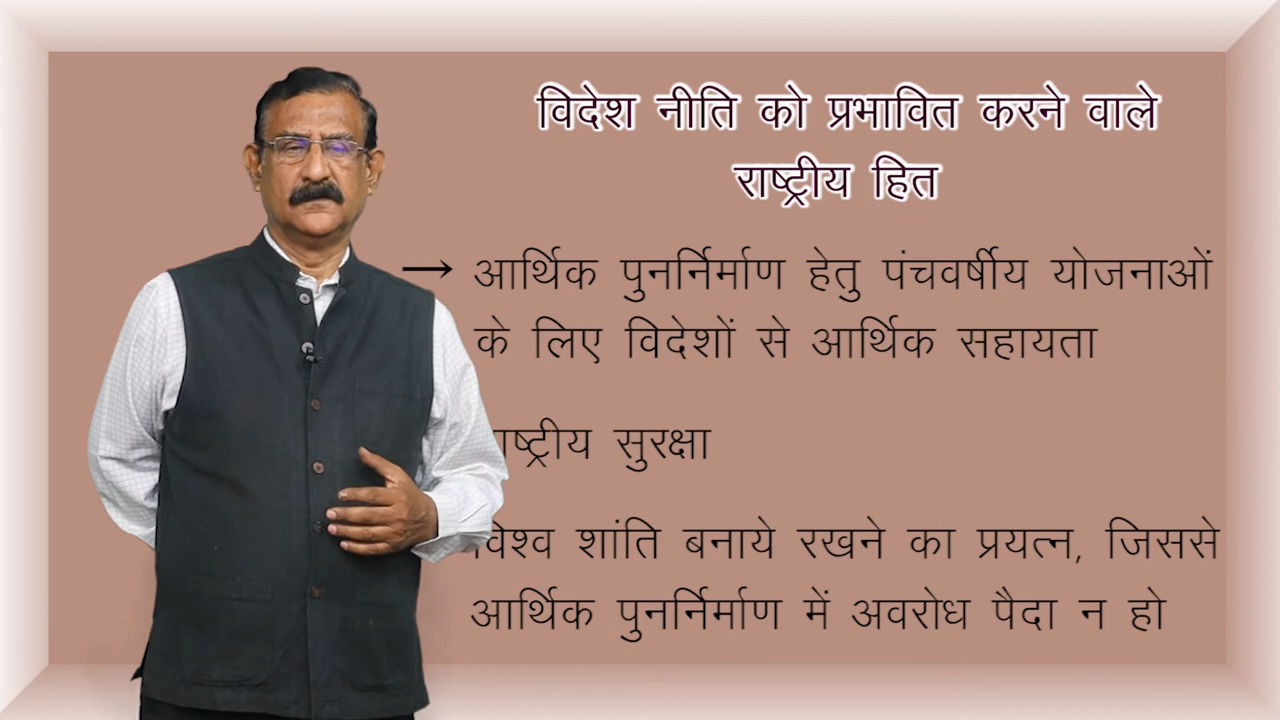 विदेश नीति को प्रभावित करने वाले
राष्ट्रीय हित
→ आर्थिक पुनर्निर्माण हेतु पंचवर्षीय योजनाओं
के लिए विदेशों से आर्थिक सहायता
राष्ट्रीय सुरक्षा
विश्व शांति बनाये रखने का प्रयत्न, जिससे
आर्थिक पुनर्निर्माण में अवरोध पैदा न हो